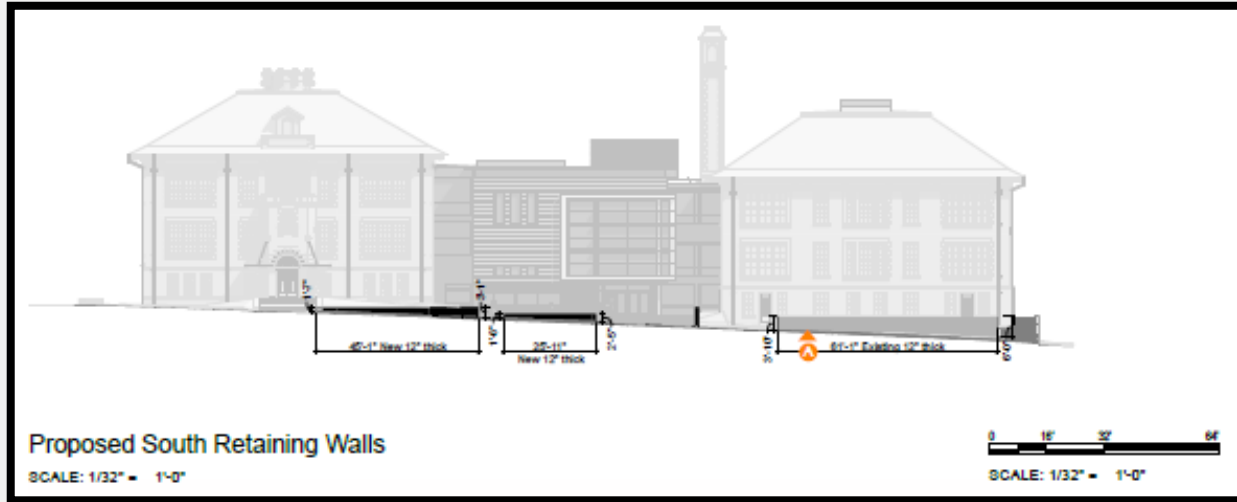 1'-7"
3'-1"
1'-6"
2'-5"
3'-10"
6'-0"
45'-1" New 12" thick
25'-11"
New 12" thick
A
61'-1" Existing 12" thick
Proposed South Retaining Walls
SCALE: 1/32" = 1'-0"
0 16' 32' 64'
SCALE: 1/32" = 1'-0"